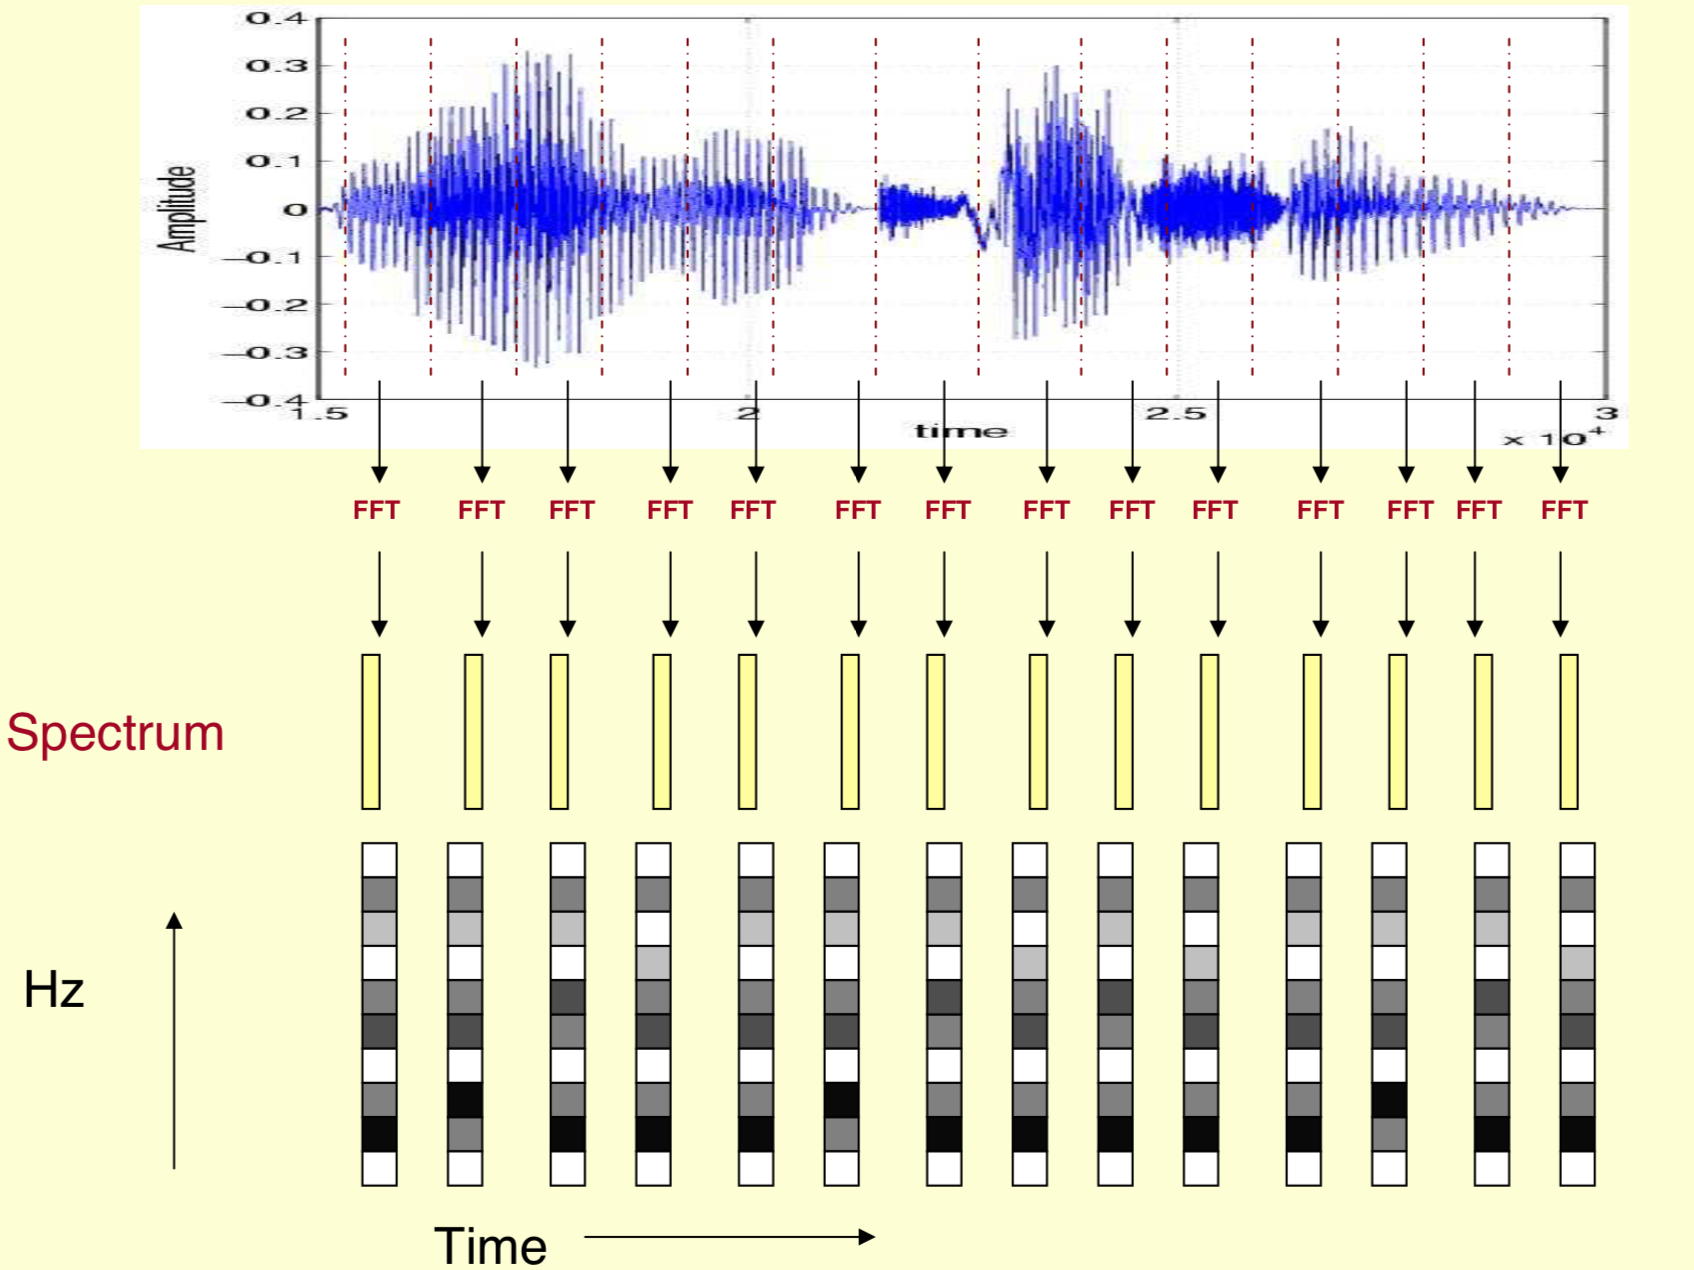 0.4
0.3
0.2
0.1
0
−0.1
−0.2
−0.3
−0.4
Amplitude
1.5 2 2.5 3
time
x 10⁴
FFT FFT FFT FFT FFT FFT FFT FFT FFT FFT FFT FFT FFT FFT
Spectrum
Hz
Time